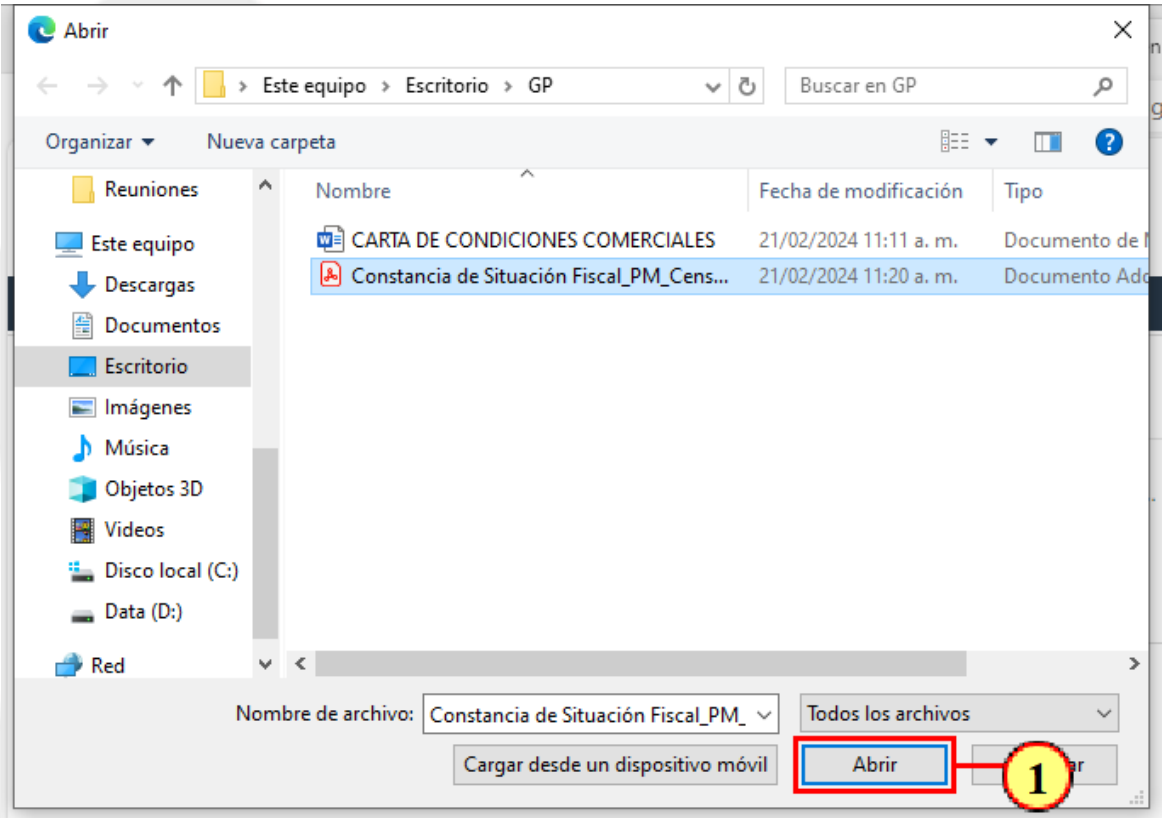 Abrir
Este equipo > Escritorio > GP
Buscar en GP
Organizar
Nueva carpeta
Nombre
Fecha de modificación
Tipo
Reuniones
Este equipo
Descargas
Documentos
Escritorio
Imágenes
Música
Objetos 3D
Videos
Disco local (C:)
Data (D:)
Red
CARTA DE CONDICIONES COMERCIALES 21/02/2024 11:11 a. m. Documento de
Constancia de Situación Fiscal_PM_Cens... 21/02/2024 11:20 a. m. Documento Ado
Nombre de archivo: Constancia de Situación Fiscal_PM_
Todos los archivos
Cargar desde un dispositivo móvil
Abrir
1